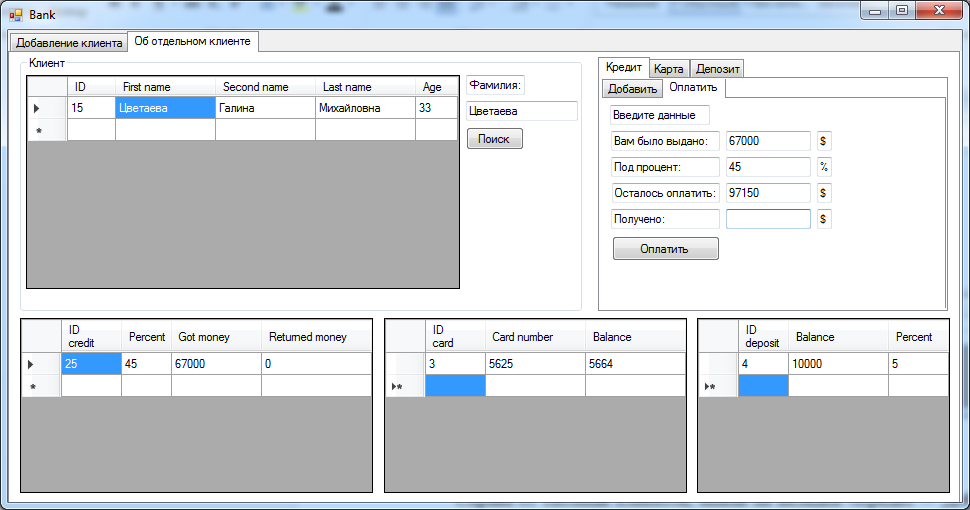 Bank
Добавление клиента Об отдельном клиенте
Клиент
ID First name Second name Last name Age
15 Цветаева Галина Михайловна 33
Фамилия:
Цветаева
Поиск
Кредит Карта Депозит
Добавить Оплатить
Введите данные
Вам было выдано: 67000 $
Под процент: 45 %
Осталось оплатить: 97150 $
Получено: $
Оплатить
ID credit Percent Got money Returned money
25 45 67000 0
ID card Card number Balance
3 5625 5664
ID deposit Balance Percent
4 10000 5